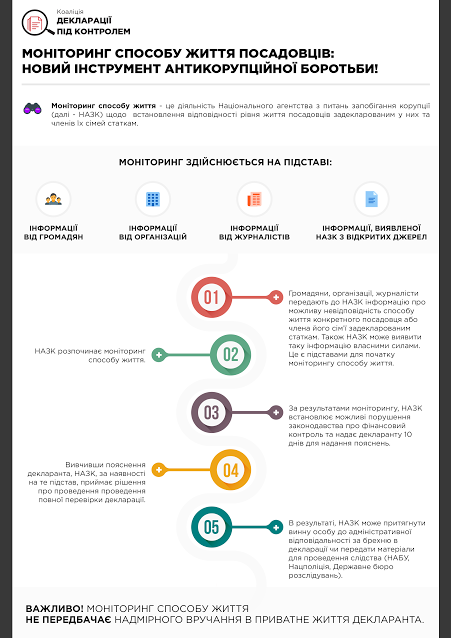 Коаліція
ДЕКЛАРАЦІЇ
ПІД КОНТРОЛЕМ
МОНІТОРИНГ СПОСОБУ ЖИТТЯ ПОСАДОВЦІВ:
НОВИЙ ІНСТРУМЕНТ АНТИКОРУПЦІЙНОЇ БОРОТЬБИ!
Моніторинг способу життя - це діяльність Національного агентства з питань запобігання корупції
(далі - НАЗК) щодо встановлення відповідності рівня життя посадовців задекларованим у них та
членів їх сімей статкам.
МОНІТОРИНГ ЗДІЙСНЮЄТЬСЯ НА ПІДСТАВІ:
ІНФОРМАЦІЇ
ВІД ГРОМАДЯН
ІНФОРМАЦІЇ
ВІД ОРГАНІЗАЦІЙ
ІНФОРМАЦІЇ
ВІД ЖУРНАЛІСТІВ
ІНФОРМАЦІЇ, ВИЯВЛЕНОЇ
НАЗК З ВІДКРИТИХ ДЖЕРЕЛ
01
Громадяни, організації, журналісти
передають до НАЗК інформацію про
можливу невідповідність способу
життя конкретного посадовця або
члена його сім'ї задекларованим
статкам. Також НАЗК може виявити
таку інформацію власними силами.
Це є підставами для початку
моніторингу способу життя.
НАЗК розпочинає моніторинг
способу життя.
02
03
За результатами моніторингу, НАЗК
встановлює можливі порушення
законодавства про фінансовий
контроль та надає декларанту 10
днів для надання пояснень.
Вивчивши пояснення
декларанта, НАЗК, за наявності
на те підстав, приймає рішення
про проведення проведення
повної перевірки декларації.
04
05
В результаті, НАЗК може притягнути
винну особу до адміністративної
відповідальності за брехню в
декларації чи передати матеріали
для проведення слідства (НАБУ,
Нацполіція, Державне бюро
розслідувань).
ВАЖЛИВО! МОНІТОРИНГ СПОСОБУ ЖИТТЯ
НЕ ПЕРЕДБАЧАЄ НАДМІРНОГО ВРУЧАННЯ В ПРИВАТНЕ ЖИТТЯ ДЕКЛАРАНТА.